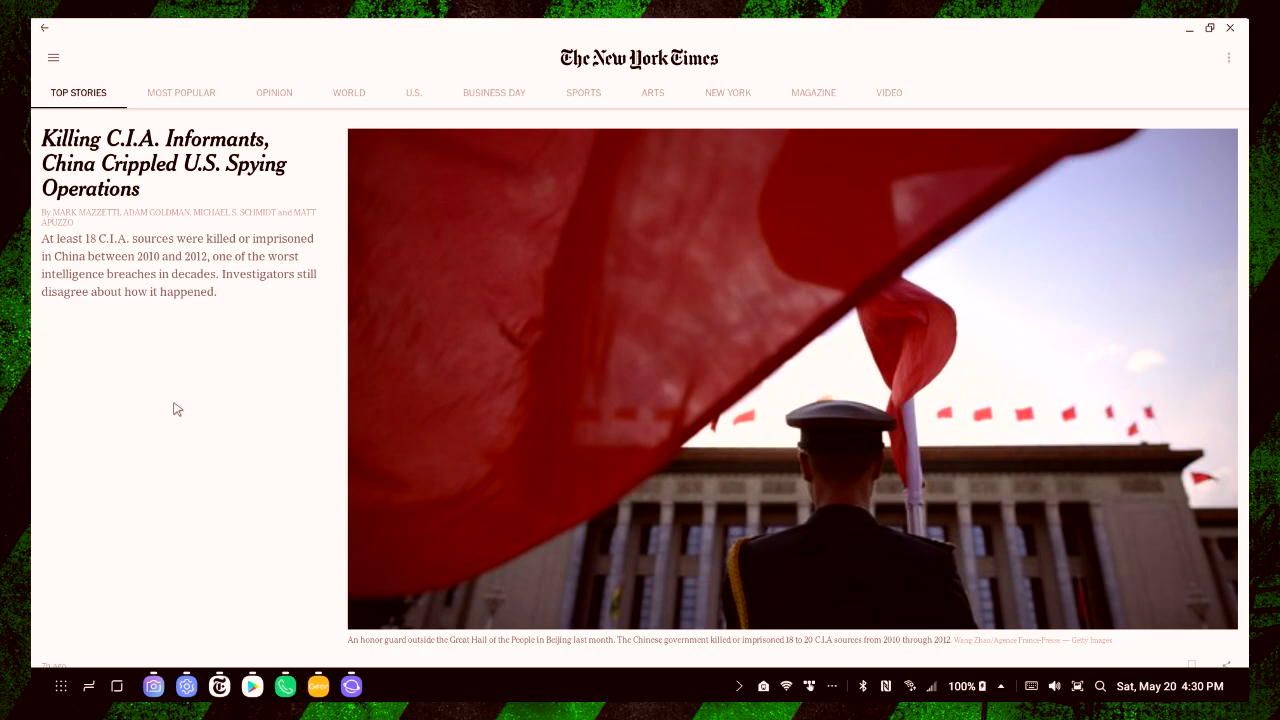 The New York Times
TOP STORIES MOST POPULAR OPINION WORLD U.S. BUSINESS DAY SPORTS ARTS NEW YORK MAGAZINE VIDEO
Killing C.I.A. Informants,
China Crippled U.S. Spying
Operations
By MARK MAZZETTI, ADAM GOLDMAN, MICHAEL S. SCHMIDT and MATT
APUZZO
At least 18 C.I.A. sources were killed or imprisoned
in China between 2010 and 2012, one of the worst
intelligence breaches in decades. Investigators still
disagree about how it happened.
An honor guard outside the Great Hall of the People in Beijing last month. The Chinese government killed or imprisoned 18 to 20 C.I.A sources from 2010 through 2012. Wang Zhao/Agence France-Presse — Getty Images
7h ago
Gear
100%
Sat, May 20 4:30 PM